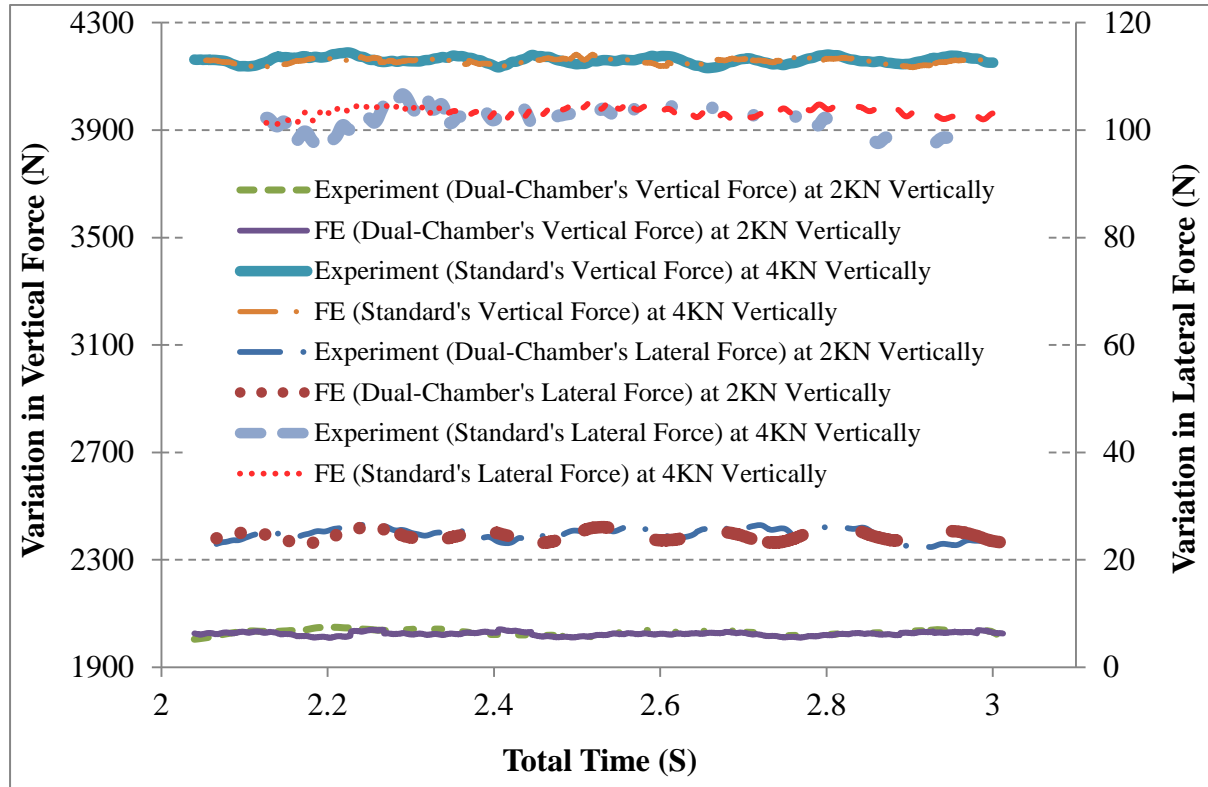 4300
3900
3500
3100
2700
2300
1900
Variation in Vertical Force (N)
120
100
80
60
40
20
0
Variation in Lateral Force (N)
Experiment (Dual-Chamber's Vertical Force) at 2KN Vertically
FE (Dual-Chamber's Vertical Force) at 2KN Vertically
Experiment (Standard's Vertical Force) at 4KN Vertically
FE (Standard's Vertical Force) at 4KN Vertically
Experiment (Dual-Chamber's Lateral Force) at 2KN Vertically
FE (Dual-Chamber's Lateral Force) at 2KN Vertically
Experiment (Standard's Lateral Force) at 4KN Vertically
FE (Standard's Lateral Force) at 4KN Vertically
2 2.2 2.4 2.6 2.8 3
Total Time (S)